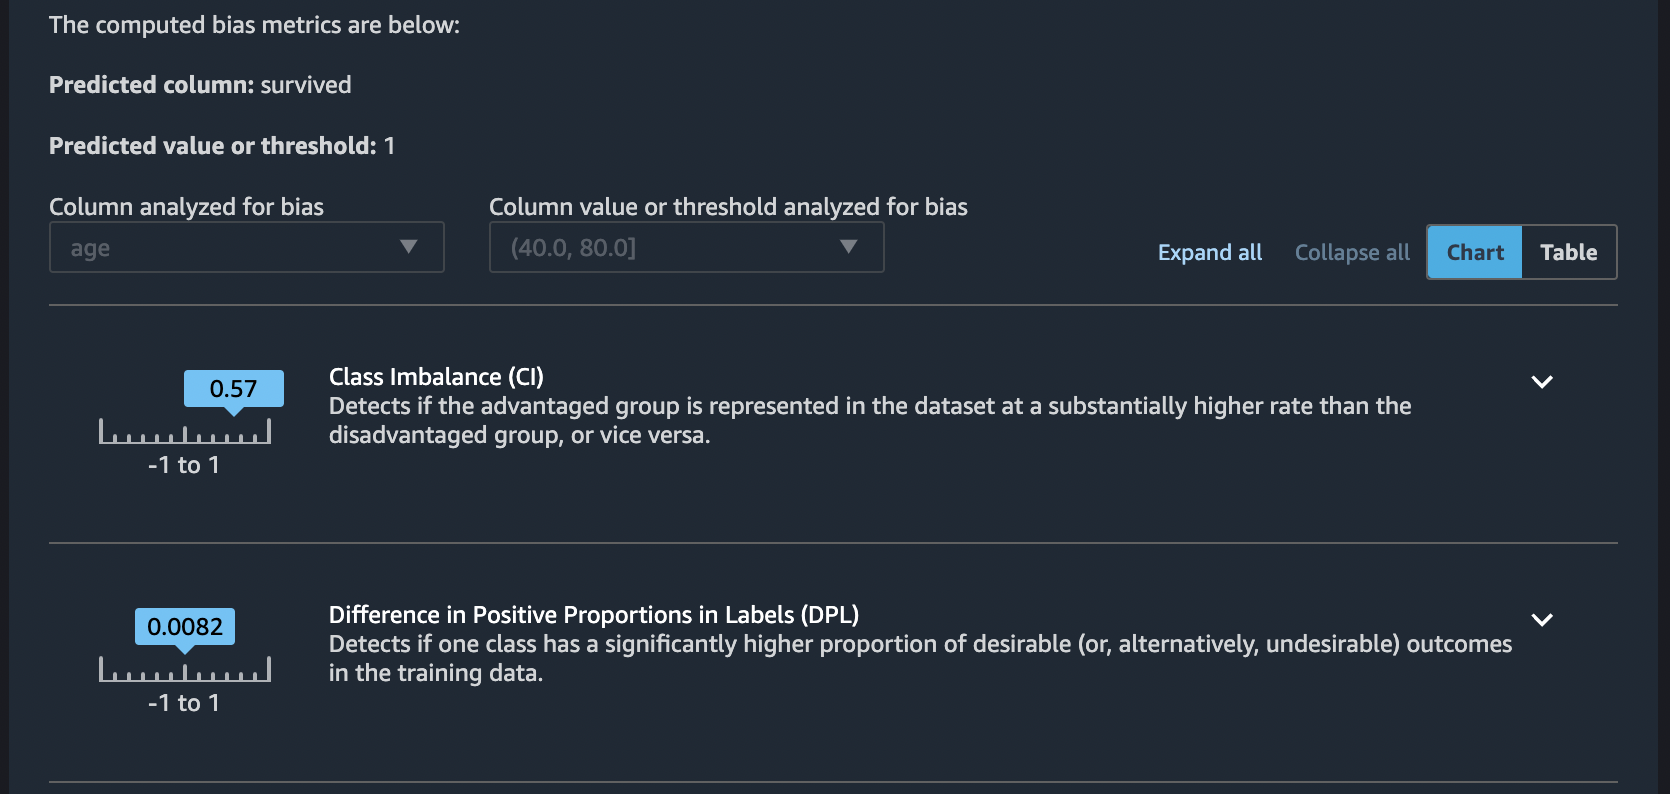 The computed bias metrics are below:
Predicted column: survived
Predicted value or threshold: 1
Column analyzed for bias
Column value or threshold analyzed for bias
age
(40.0, 80.0]
Expand all
Collapse all
Chart
Table
0.57
-1 to 1
Class Imbalance (CI)
Detects if the advantaged group is represented in the dataset at a substantially higher rate than the
disadvantaged group, or vice versa.
0.0082
-1 to 1
Difference in Positive Proportions in Labels (DPL)
Detects if one class has a significantly higher proportion of desirable (or, alternatively, undesirable) outcomes
in the training data.